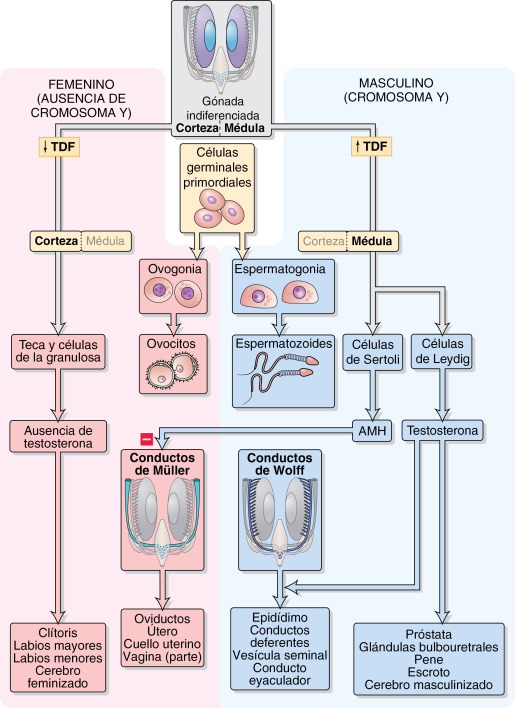 FEMENINO
(AUSENCIA DE
CROMOSOMA Y)
Gónada
indiferenciada
Corteza Médula
MASCULINO
(CROMOSOMA Y)
↓ TDF
↑ TDF
Células
germinales
primordiales
Corteza Médula
Corteza Médula
Ovogonia
Espermatogonia
Teca y células
de la granulosa
Ovocitos
Espermatozoides
Células
de Sertoli
Células
de Leydig
Ausencia de
testosterona
AMH
Testosterona
Conductos
de Müller
Conductos
de Wolff
Clítoris
Labios mayores
Labios menores
Cerebro
feminizado
Oviductos
Útero
Cuello uterino
Vagina (parte)
Epidídimo
Conductos
deferentes
Vesícula seminal
Conducto
eyaculador
Próstata
Glándulas bulbouretrales
Pene
Escroto
Cerebro masculinizado